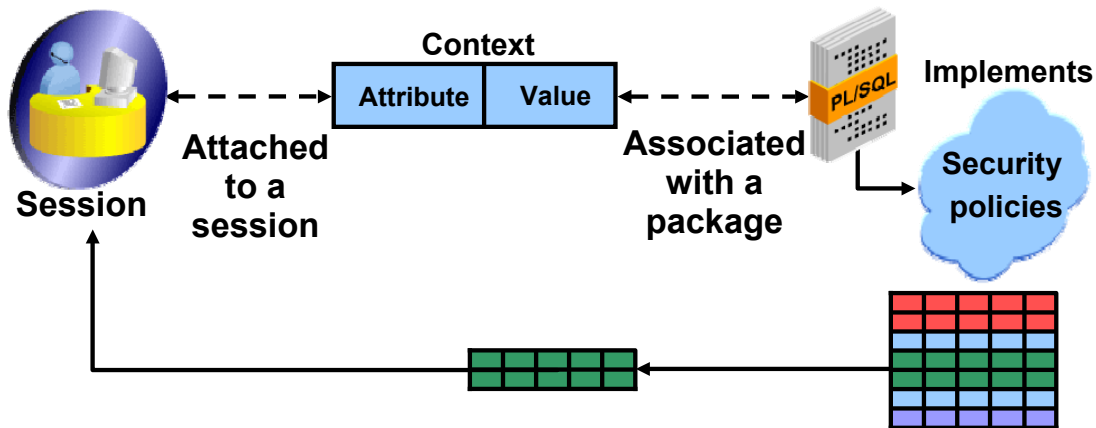 Context
Attribute
Value
PL/SQL
Implements
Security
policies
Attached
to a
session
Associated
with a
package
Session